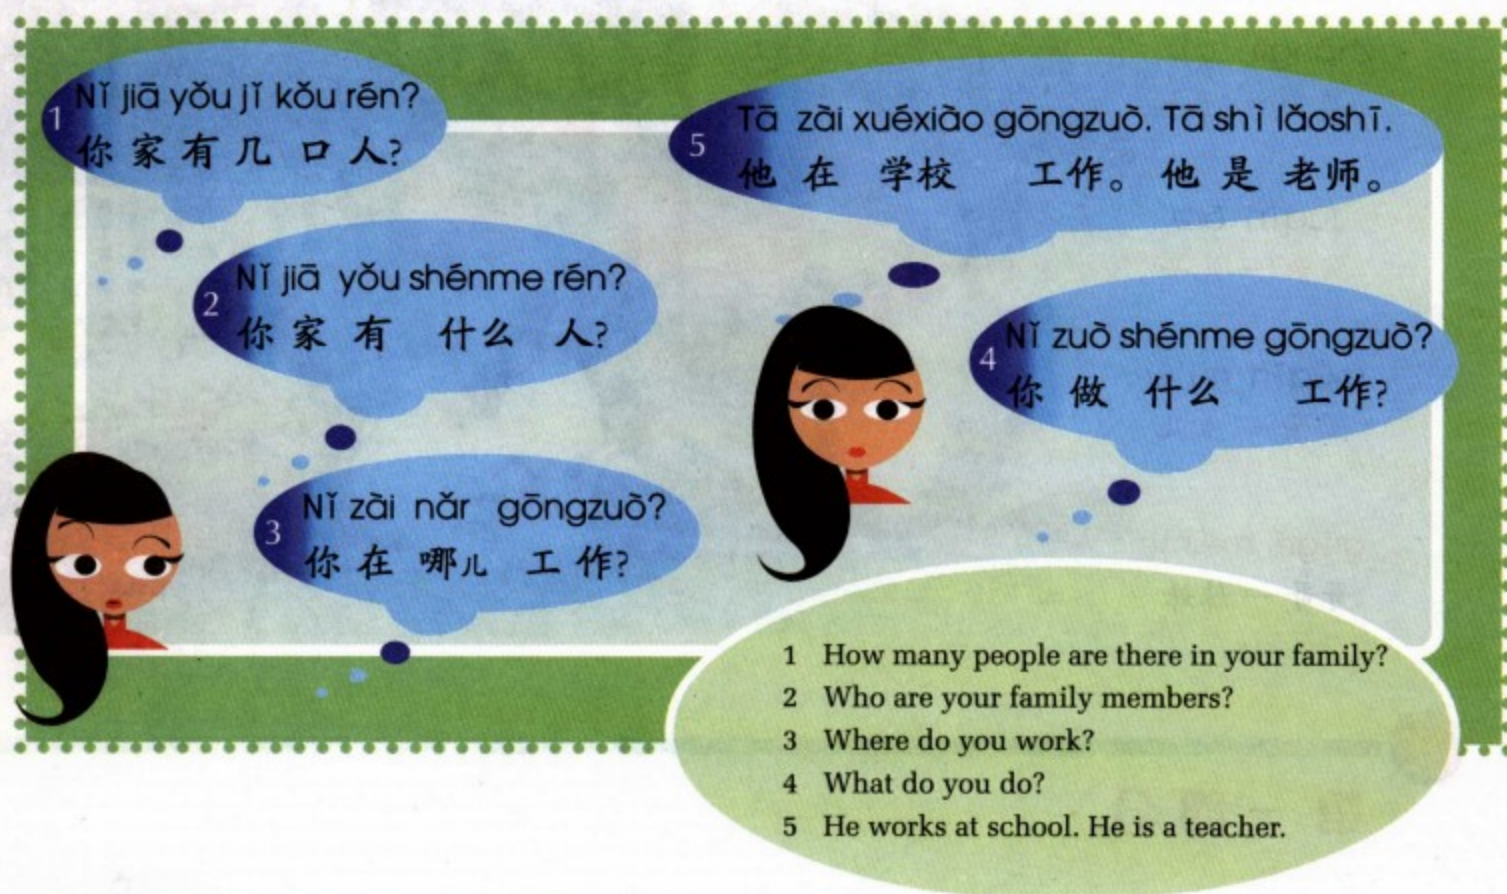 1
Nǐ jiā yǒu jǐ kǒu rén?
你 家 有 几 口 人?
2
Nǐ jiā yǒu shénme rén?
你 家 有 什么 人?
3
Nǐ zài nǎr gōngzuò?
你 在 哪儿 工 作?
4
Nǐ zuò shénme gōngzuò?
你 做 什么 工作?
5
Tā zài xuéxiào gōngzuò. Tā shì lǎoshī.
他 在 学校 工作。 他 是 老师。
1 How many people are there in your family?
2 Who are your family members?
3 Where do you work?
4 What do you do?
5 He works at school. He is a teacher.